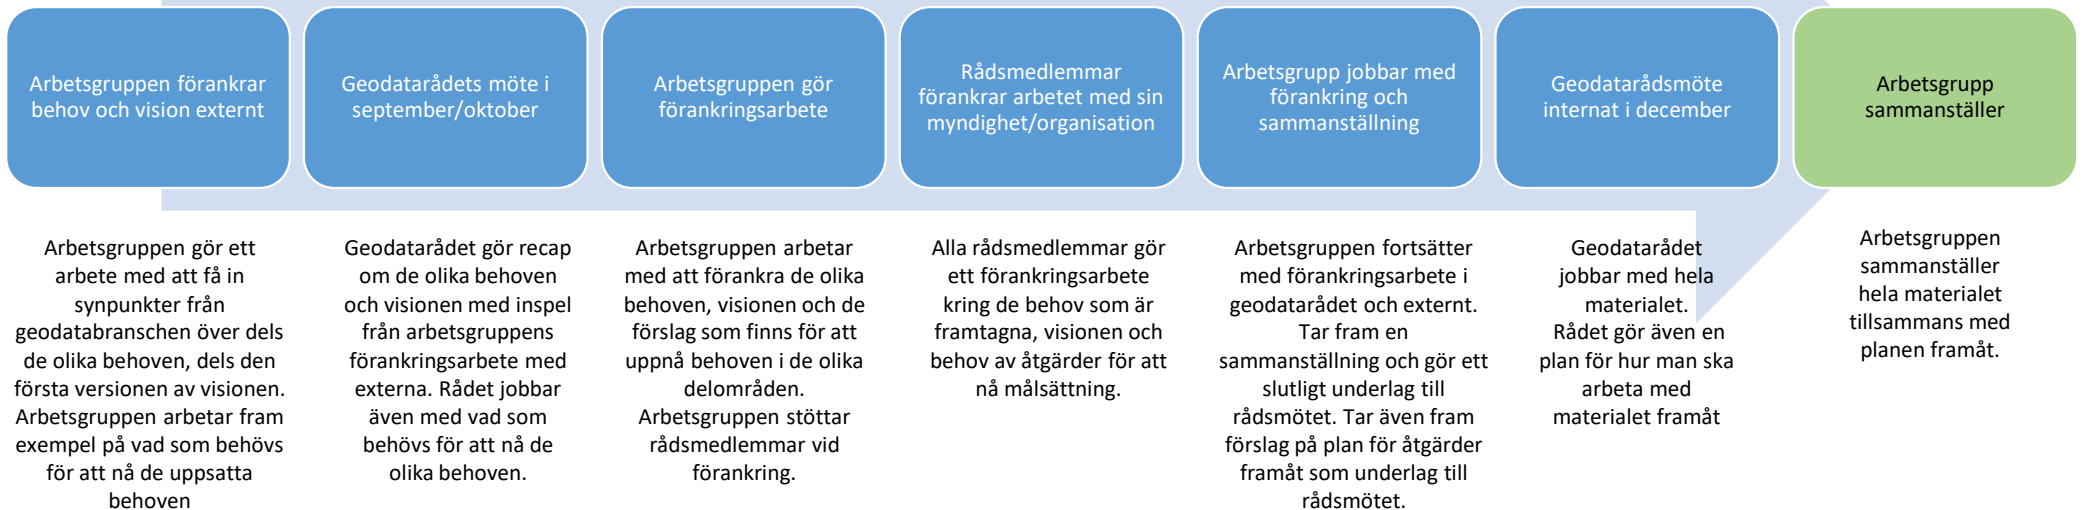 Arbetsgruppen förankrar
behov och vision externt
Geodatarådets möte i
september/oktober
Arbetsgruppen gör
förankringsarbete
Rådsmedlemmar
förankrar arbetet med sin
myndighet/organisation
Arbetsgrupp jobbar med
förankring och
sammanställning
Geodatarådsmöte
internat i december
Arbetsgrupp
sammanställer
Arbetsgruppen gör ett
arbete med att få in
synpunkter från
geodatabranschen över dels
de olika behoven, dels den
första versionen av visionen.
Arbetsgruppen arbetar fram
exempel på vad som behövs
för att nå de uppsatta
behoven
Geodatarådet gör recap
om de olika behoven
och visionen med inspel
från arbetsgruppens
förankringsarbete med
externa. Rådet jobbar
även med vad som
behövs för att nå de
olika behoven.
Arbetsgruppen arbetar
med att förankra de olika
behoven, visionen och de
förslag som finns för att
uppnå behoven i de olika
delområden.
Arbetsgruppen stöttar
rådsmedlemmar vid
förankring.
Alla rådsmedlemmar gör
ett förankringsarbete
kring de behov som är
framtagna, visionen och
behov av åtgärder för att
nå målsättning.
Arbetsgruppen fortsätter
med förankringsarbete i
geodatarådet och externt.
Tar fram en
sammanställning och gör ett
slutligt underlag till
rådsmötet. Tar även fram
förslag på plan för åtgärder
framåt som underlag till
rådsmötet.
Geodatarådet
jobbar med hela
materialet.
Rådet gör även en
plan för hur man ska
arbeta med
materialet framåt
Arbetsgruppen
sammanställer
hela materialet
tillsammans med
planen framåt.